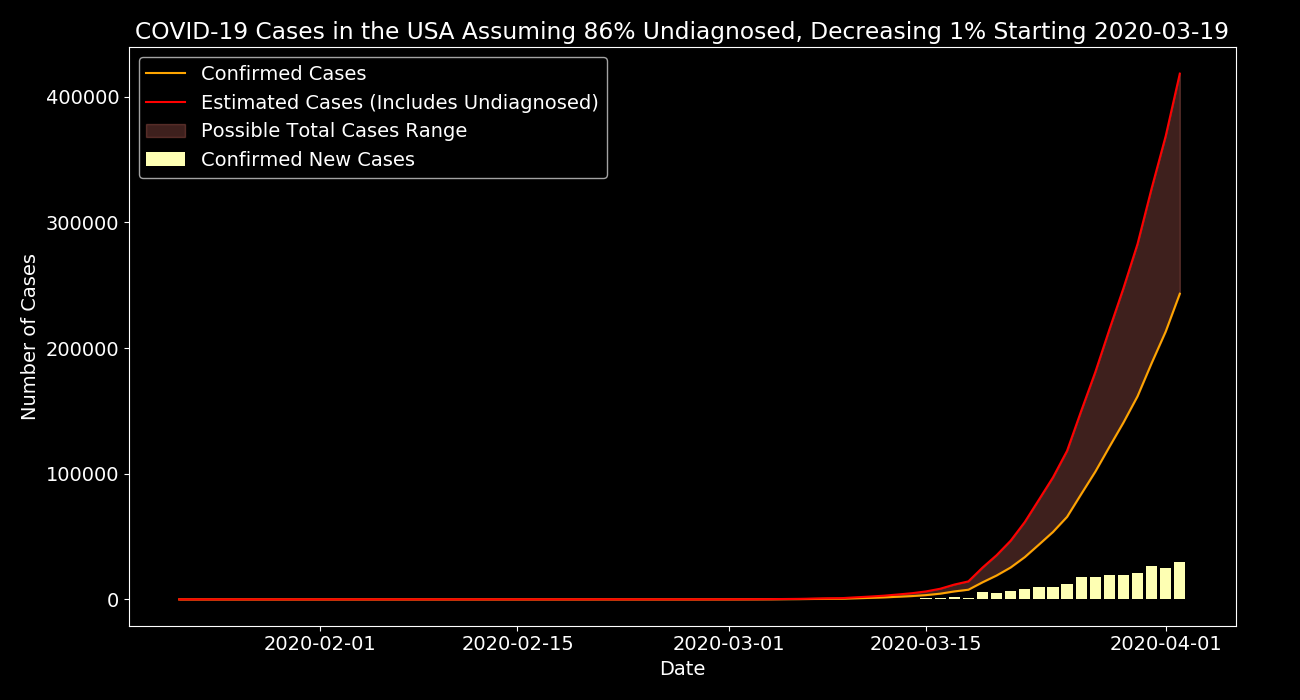 COVID-19 Cases in the USA Assuming 86% Undiagnosed, Decreasing 1% Starting 2020-03-19
Confirmed Cases
Estimated Cases (Includes Undiagnosed)
Possible Total Cases Range
Confirmed New Cases
400000
300000
200000
100000
0
Number of Cases
2020-02-01 2020-02-15 2020-03-01 2020-03-15 2020-04-01
Date